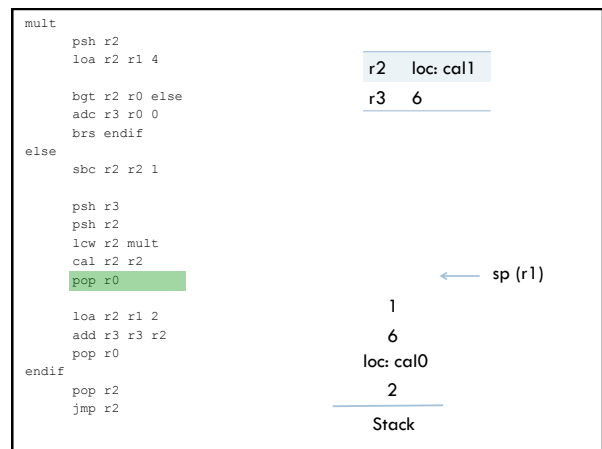 mult
psh r2
loa r2 r1 4
bgt r2 r0 else
adc r3 r0 0
brs endif
else
sbc r2 r2 1
psh r3
psh r2
lcw r2 mult
cal r2 r2
pop r0
loa r2 r1 2
add r3 r3 r2
pop r0
endif
pop r2
jmp r2
r2 loc: cal1
r3 6
sp (r1)
1
6
loc: cal0
2
Stack